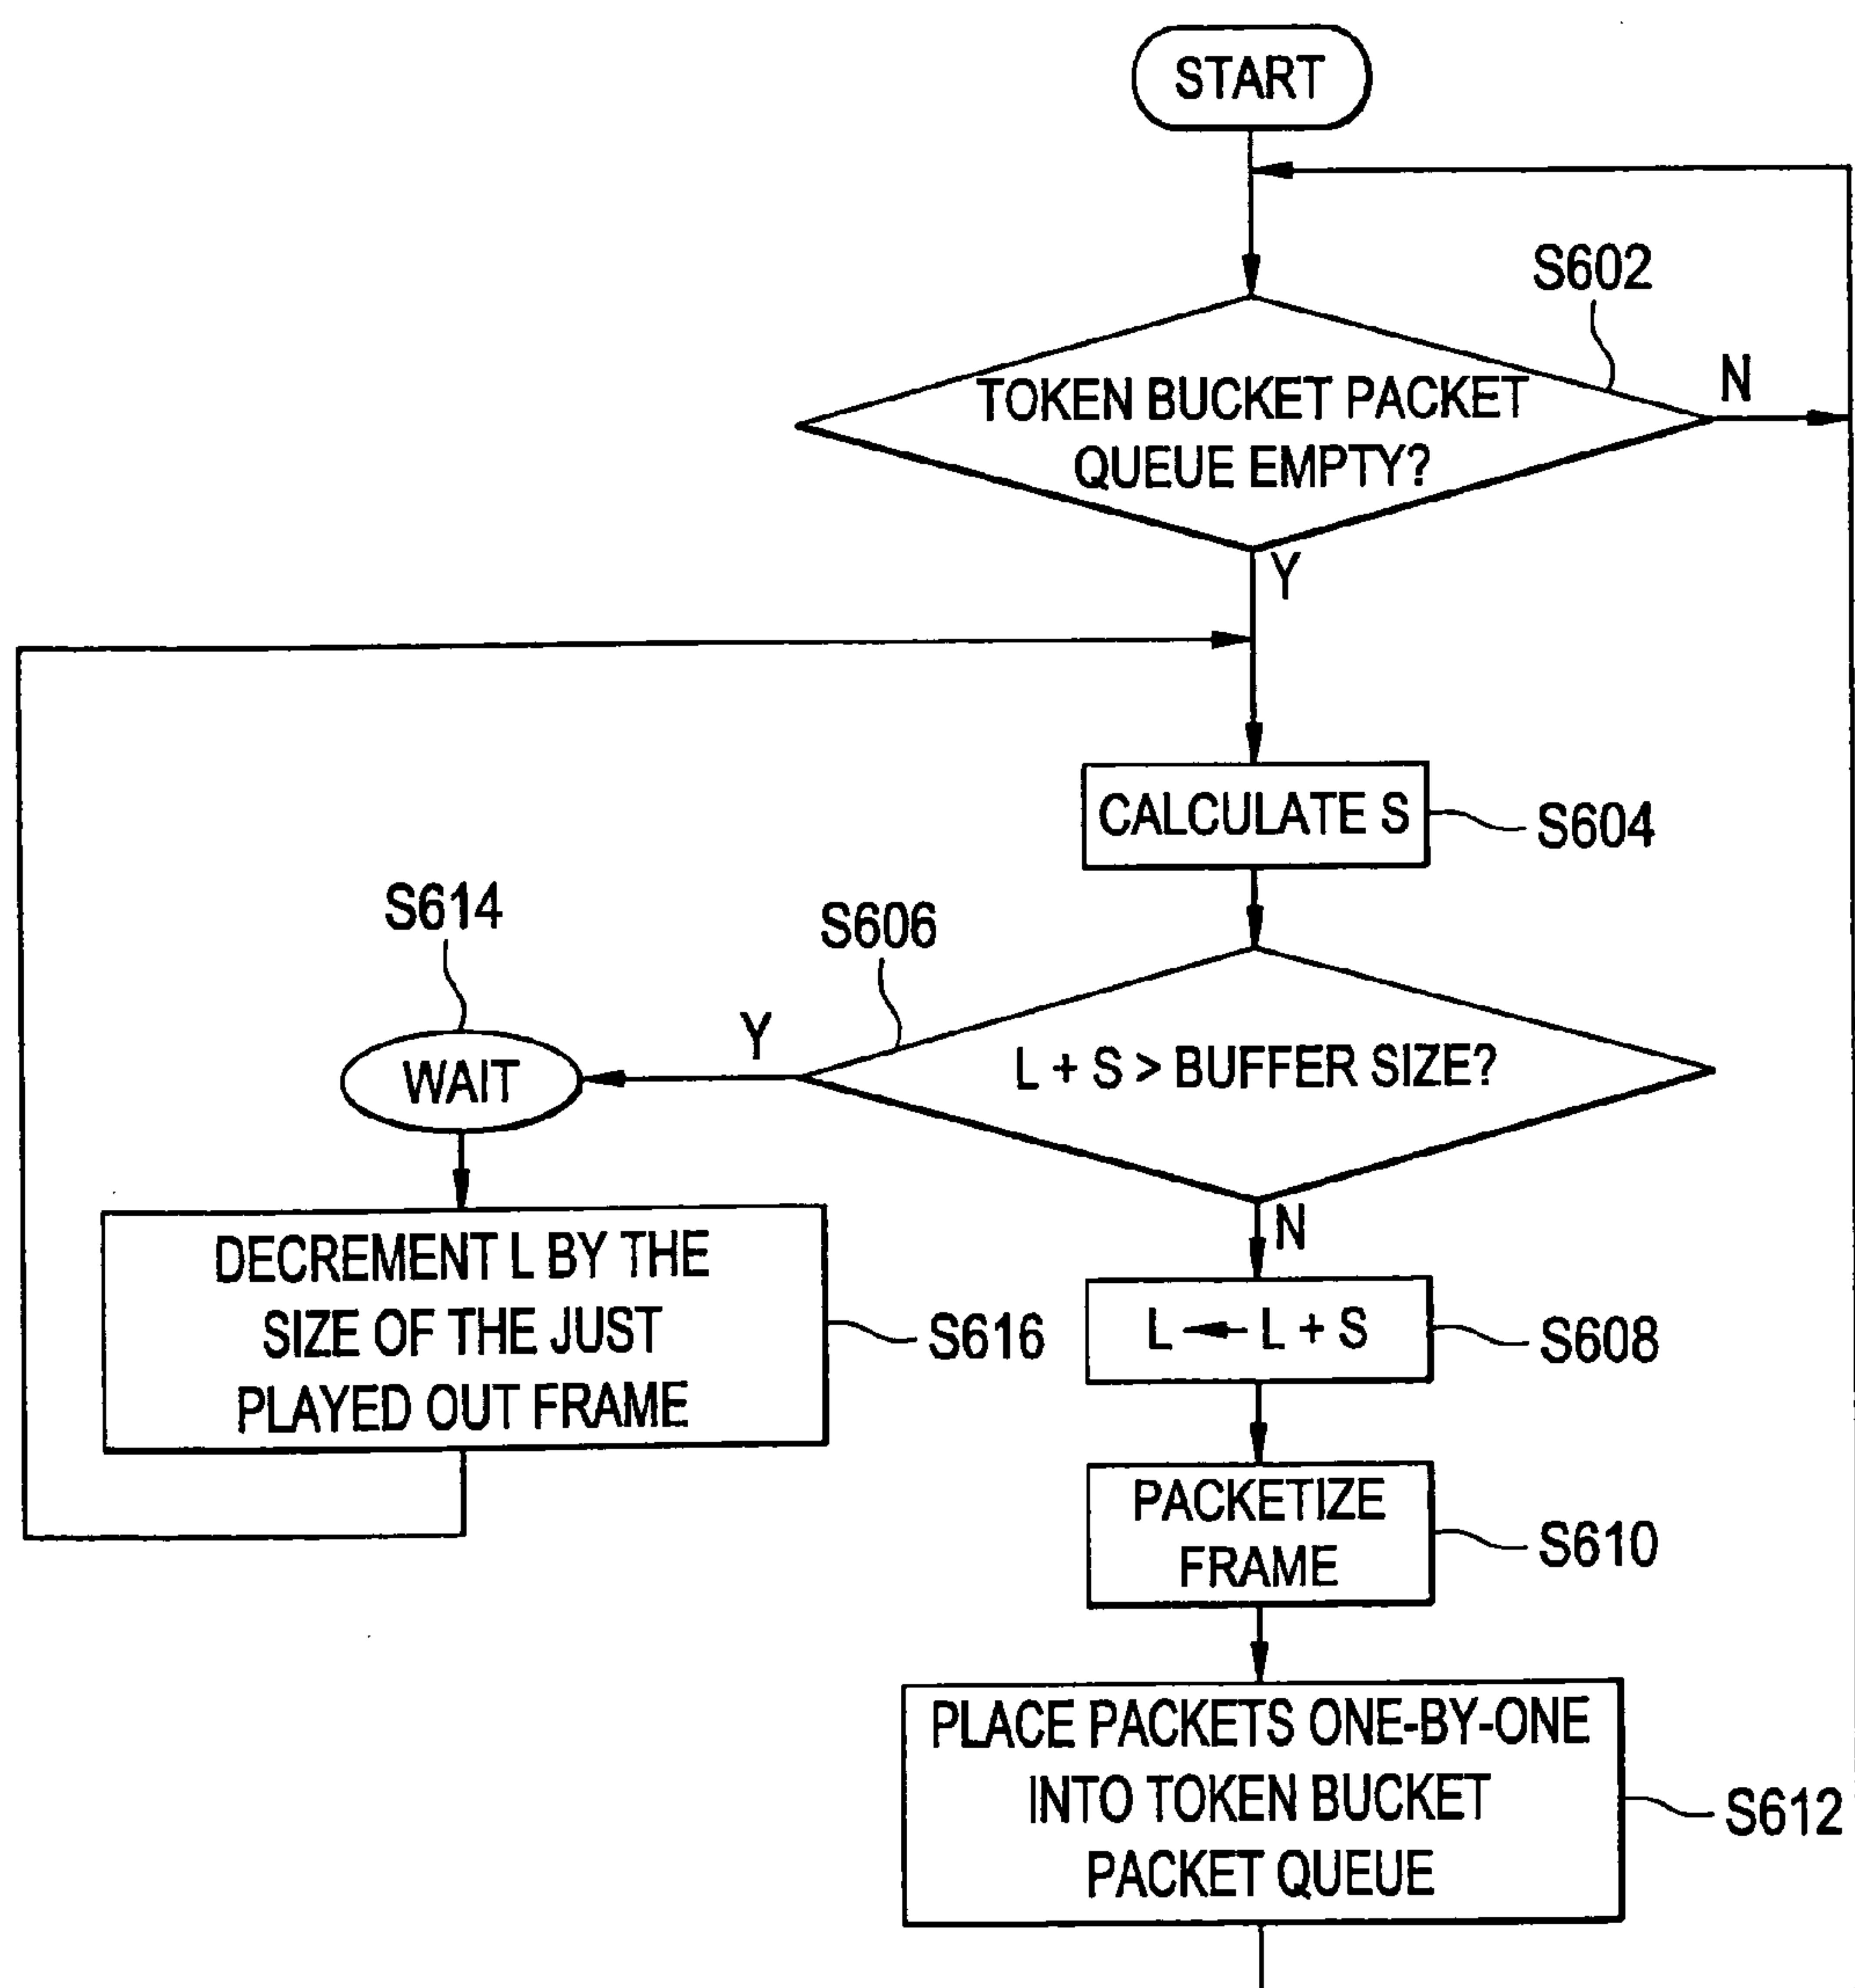 START
S602
N
TOKEN BUCKET PACKET
QUEUE EMPTY?
Y
CALCULATE S
S604
S614
S606
Y
WAIT
L + S > BUFFER SIZE?
N
DECREMENT L BY THE
SIZE OF THE JUST
PLAYED OUT FRAME
S616
L ← L + S
S608
PACKETIZE
FRAME
S610
PLACE PACKETS ONE-BY-ONE
INTO TOKEN BUCKET
PACKET QUEUE
S612